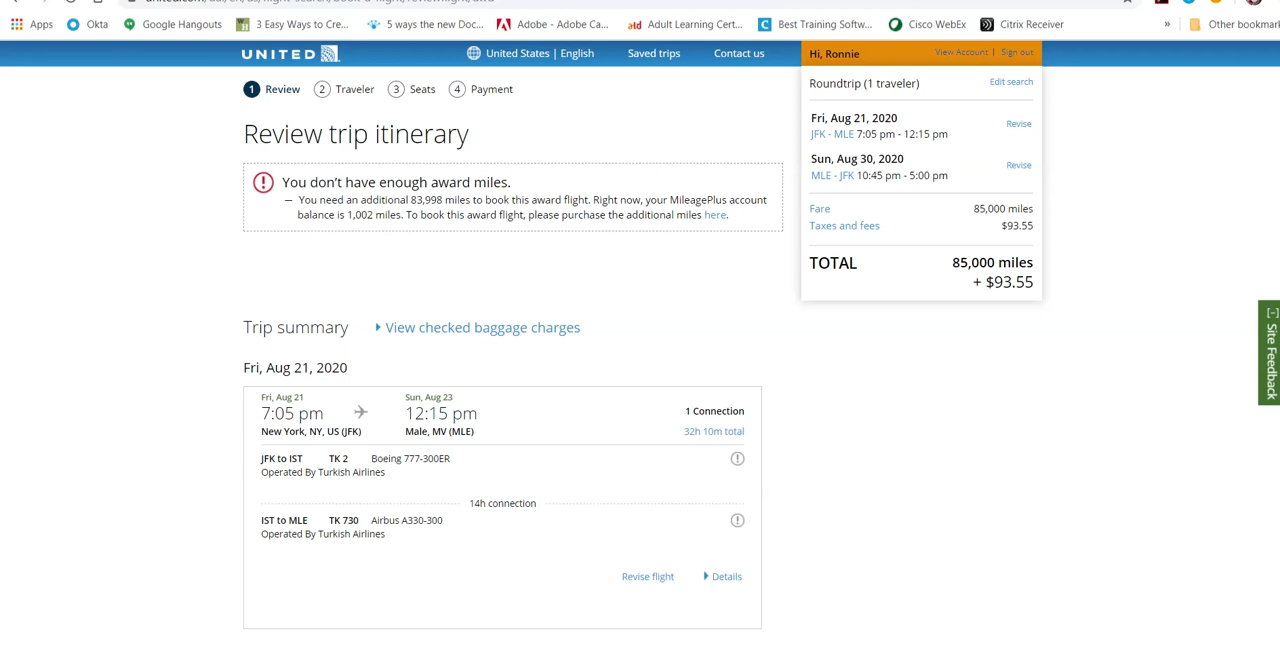 Apps Okta Google Hangouts 3 Easy Ways to Cre... 5 ways the new Doc... Adobe - Adobe Ca... Adult Learning Cert... Best Training Softw... Cisco WebEx Citrix Receiver » Other bookmar
UNITED United States | English Saved trips Contact us Hi, Ronnie View Account | Sign out
1 Review 2 Traveler 3 Seats 4 Payment
Roundtrip (1 traveler) Edit search
Fri, Aug 21, 2020
JFK - MLE 7:05 pm - 12:15 pm Revise
Sun, Aug 30, 2020
MLE - JFK 10:45 pm - 5:00 pm Revise
Fare 85,000 miles
Taxes and fees $93.55
TOTAL 85,000 miles
+ $93.55
Review trip itinerary
You don't have enough award miles.
— You need an additional 83,998 miles to book this award flight. Right now, your MileagePlus account
balance is 1,002 miles. To book this award flight, please purchase the additional miles here.
Trip summary View checked baggage charges
Fri, Aug 21, 2020
Fri, Aug 21 Sun, Aug 23
7:05 pm 12:15 pm 1 Connection
New York, NY, US (JFK) Male, MV (MLE) 32h 10m total
JFK to IST TK 2 Boeing 777-300ER
Operated By Turkish Airlines
14h connection
IST to MLE TK 730 Airbus A330-300
Operated By Turkish Airlines
Revise flight Details
[-] Site Feedback